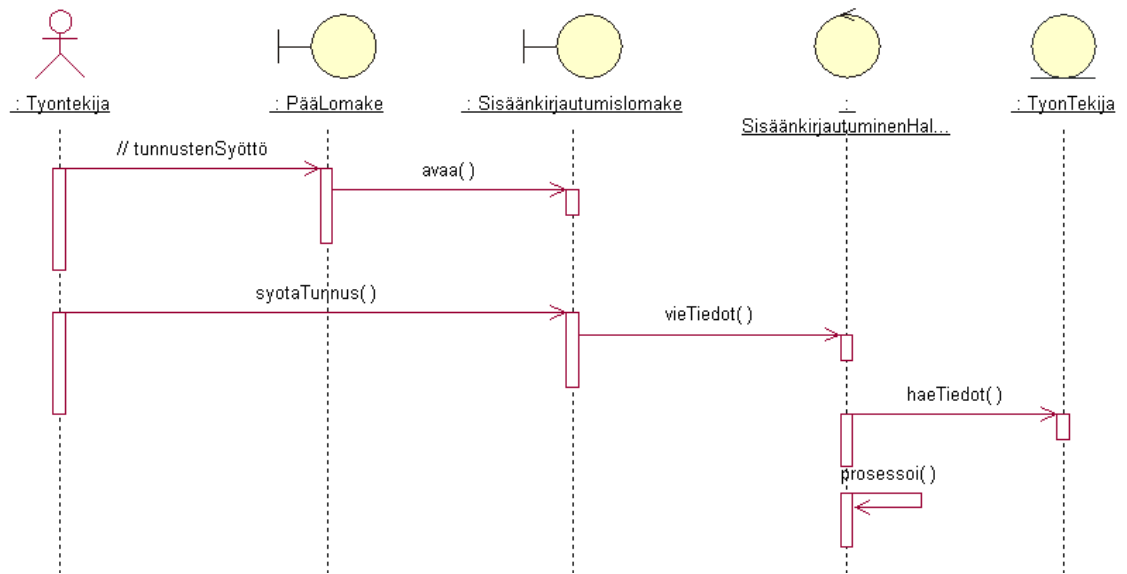 : Tyontekija
: PääLomake
: Sisäänkirjautumislomake
:
SisäänkirjautuminenHal...
: TyonTekija
// tunnustenSyöttö
avaa( )
syotaTunnus( )
vieTiedot( )
haeTiedot( )
prosessoi( )